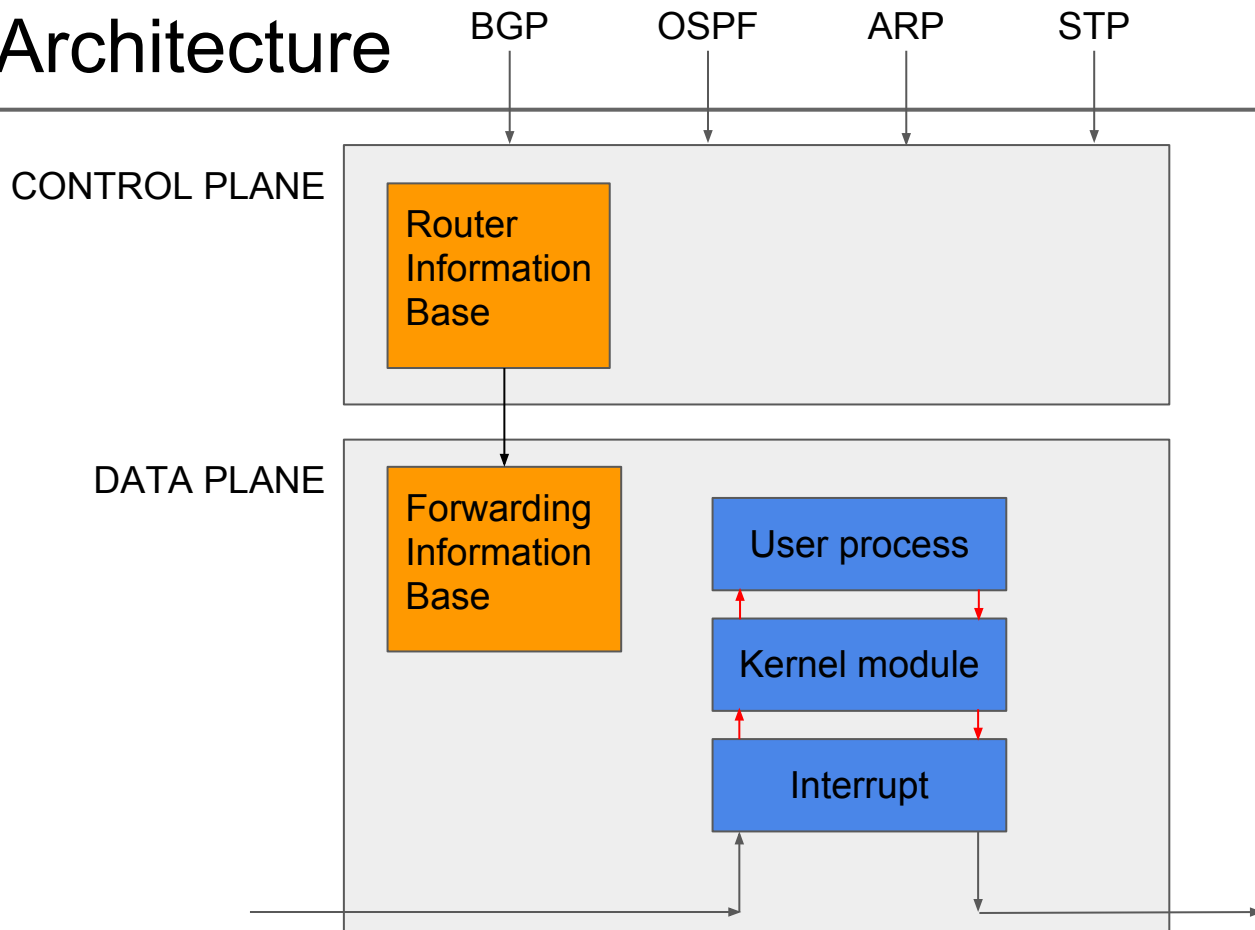 Architecture
BGP OSPF ARP STP
CONTROL PLANE
Router
Information
Base
DATA PLANE
Forwarding
Information
Base
User process
Kernel module
Interrupt